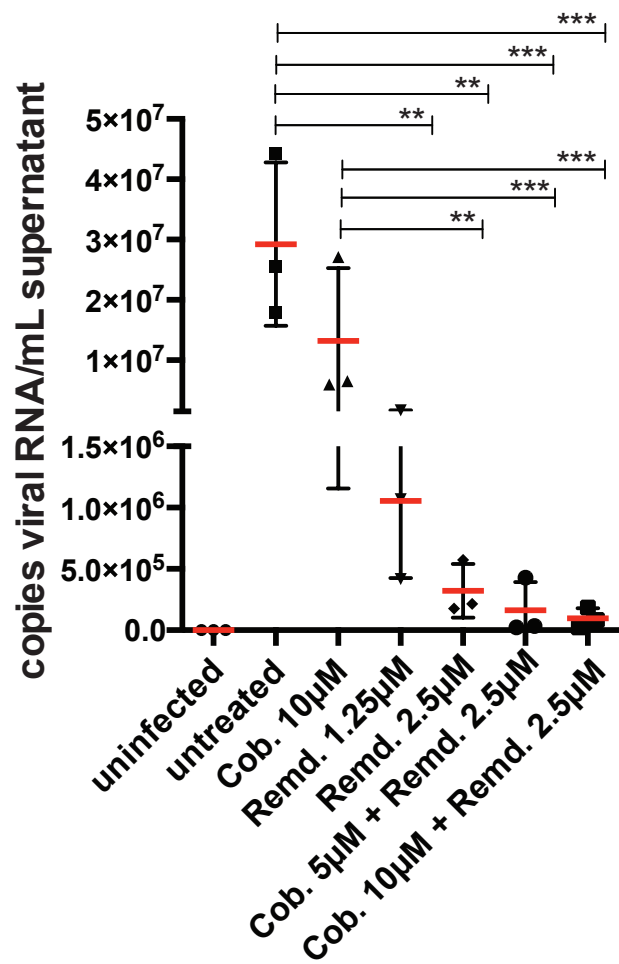 ***
***
**
**
***
***
**
copies viral RNA/mL supernatant
5×10⁷
4×10⁷
3×10⁷
2×10⁷
1×10⁷
1.5×10⁶
1.0×10⁶
5.0×10⁵
0.0
uninfected
untreated
Cob. 10µM
Remd. 1.25µM
Remd. 2.5µM
Cob. 5µM + Remd. 2.5µM
Cob. 10µM + Remd. 2.5µM